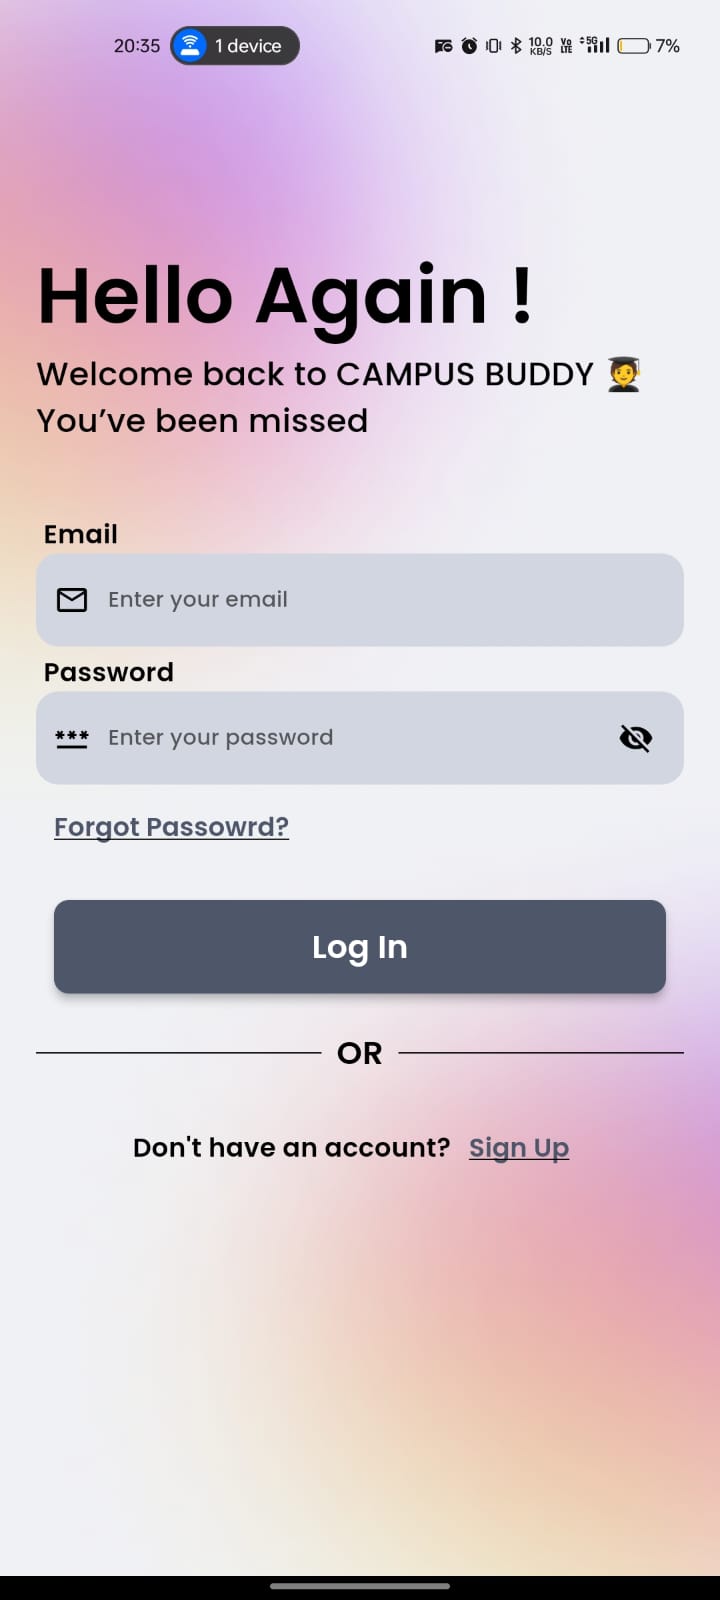 20:35 1 device 10.0 KB/S VoLTE 5G 7%
Hello Again !
Welcome back to CAMPUS BUDDY 🧑‍🎓
You’ve been missed
Email
Enter your email
Password
*** Enter your password
Forgot Passowrd?
Log In
OR
Don't have an account? Sign Up